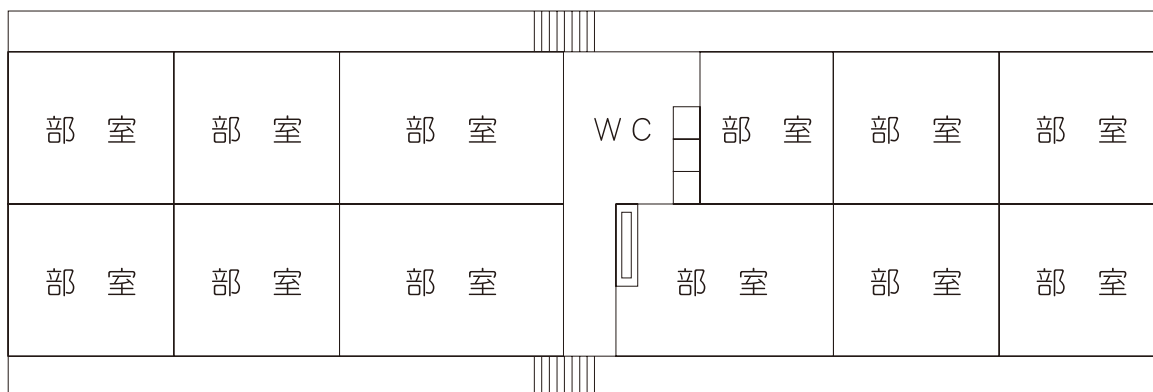 部 室 部 室 部 室 WC 部 室 部 室 部 室
部 室 部 室 部 室 部 室 部 室 部 室